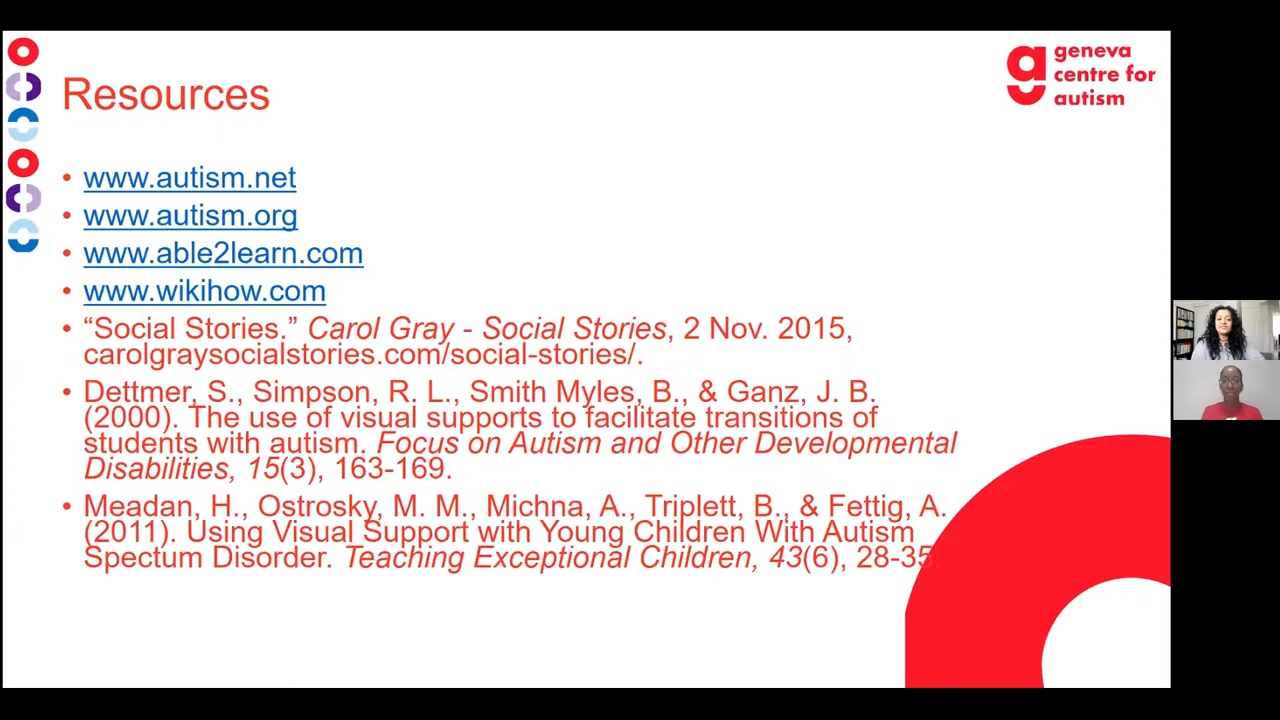 Resources
geneva
centre for
autism
• www.autism.net
• www.autism.org
• www.able2learn.com
• www.wikihow.com
• “Social Stories.” Carol Gray - Social Stories, 2 Nov. 2015,
carolgraysocialstories.com/social-stories/.
• Dettmer, S., Simpson, R. L., Smith Myles, B., & Ganz, J. B.
(2000). The use of visual supports to facilitate transitions of
students with autism. Focus on Autism and Other Developmental
Disabilities, 15(3), 163-169.
• Meadan, H., Ostrosky, M. M., Michna, A., Triplett, B., & Fettig, A.
(2011). Using Visual Support with Young Children With Autism
Spectum Disorder. Teaching Exceptional Children, 43(6), 28-35.